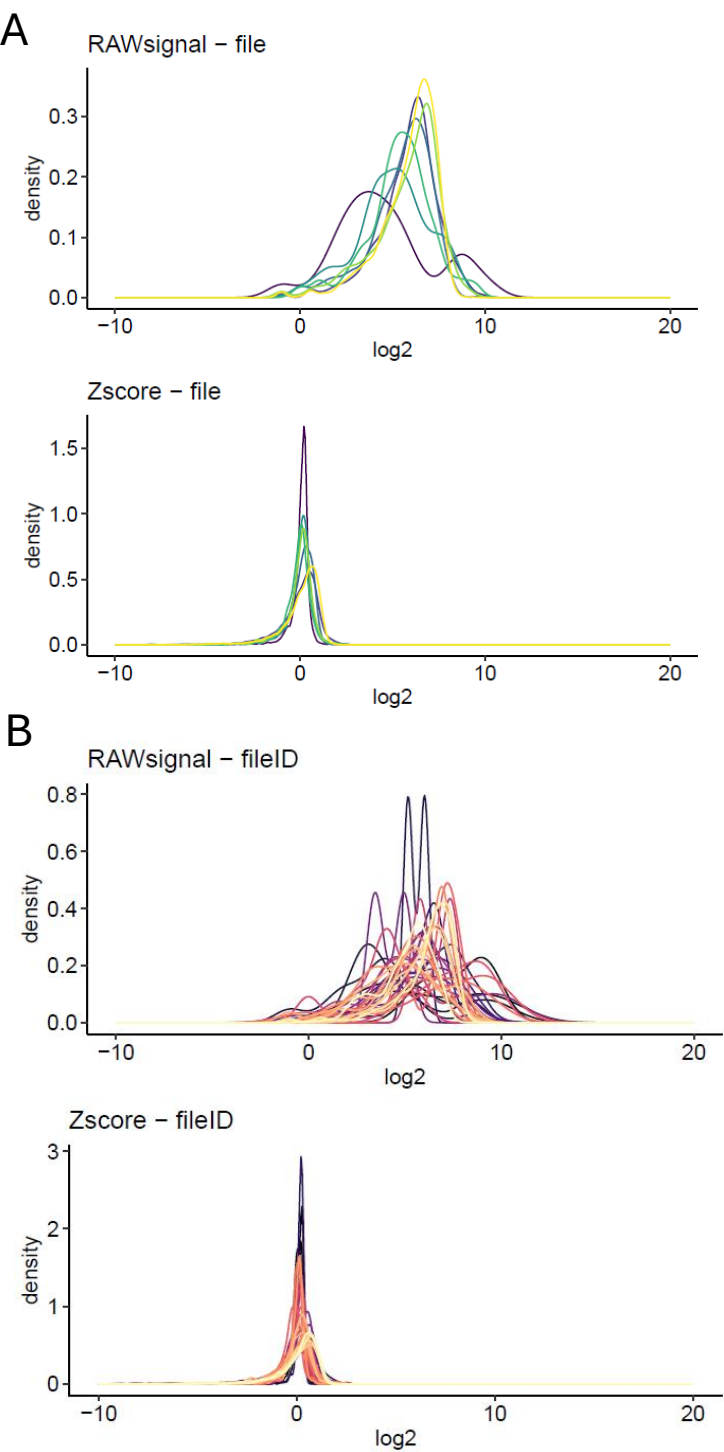 A
RAWsignal − file
density
0.3
0.2
0.1
0.0
−10 0 10 20
log2
Zscore − file
density
1.5
1.0
0.5
0.0
−10 0 10 20
log2
B
RAWsignal − fileID
density
0.8
0.6
0.4
0.2
0.0
−10 0 10 20
log2
Zscore − fileID
density
3
2
1
0
−10 0 10 20
log2